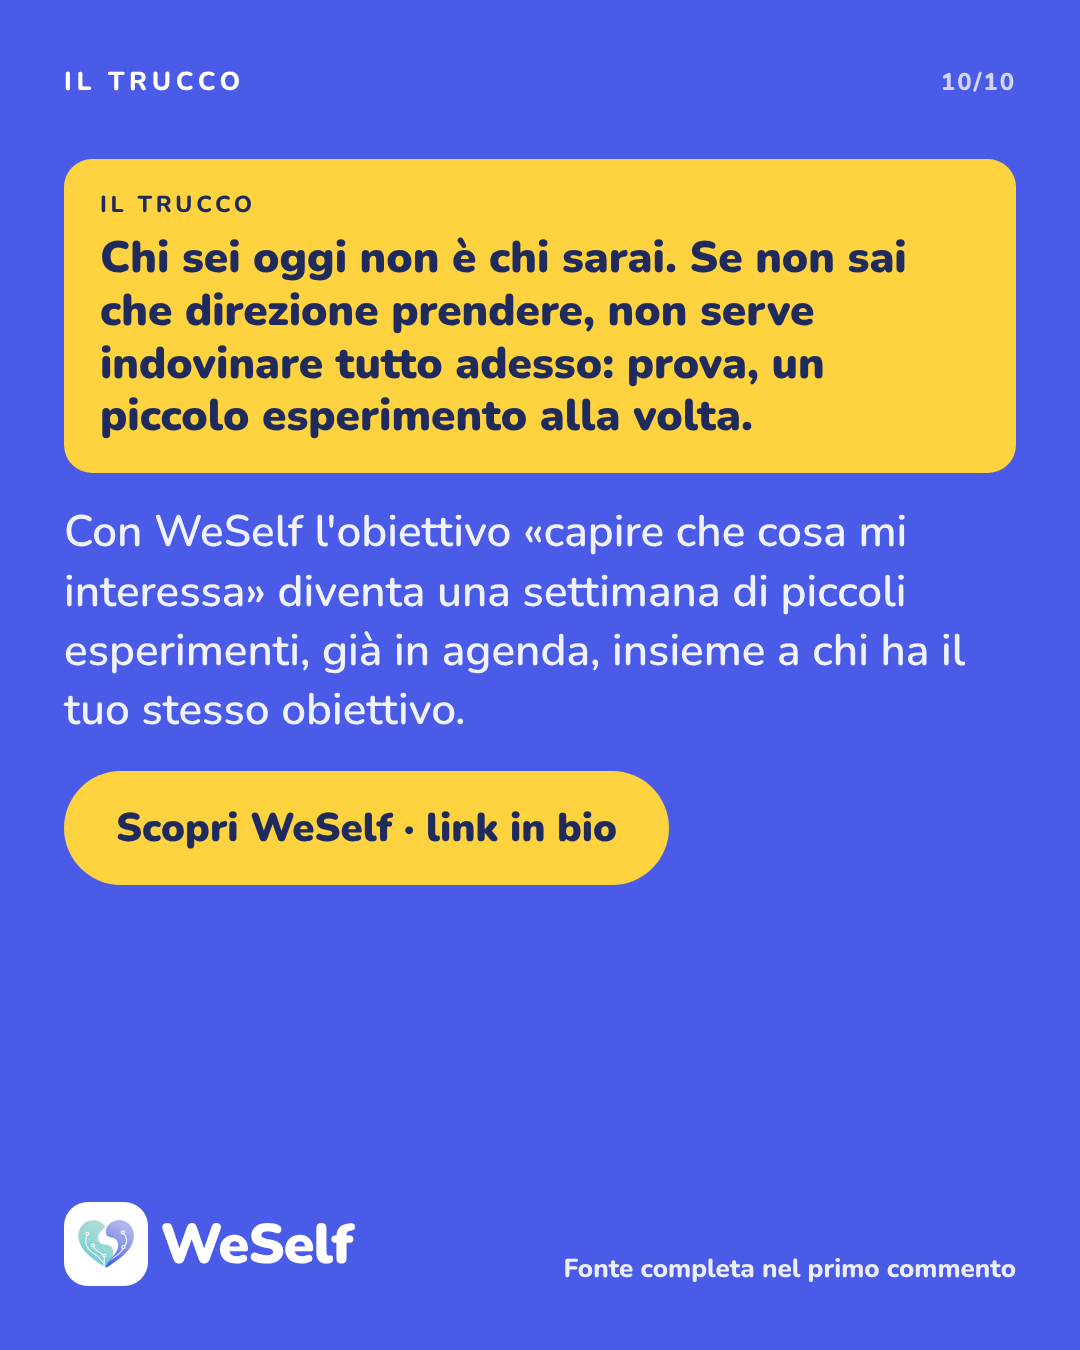 IL TRUCCO
10/10
IL TRUCCO
Chi sei oggi non è chi sarai. Se non sai
che direzione prendere, non serve
indovinare tutto adesso: prova, un
piccolo esperimento alla volta.
Con WeSelf l'obiettivo «capire che cosa mi
interessa» diventa una settimana di piccoli
esperimenti, già in agenda, insieme a chi ha il
tuo stesso obiettivo.
Scopri WeSelf · link in bio
WeSelf
Fonte completa nel primo commento